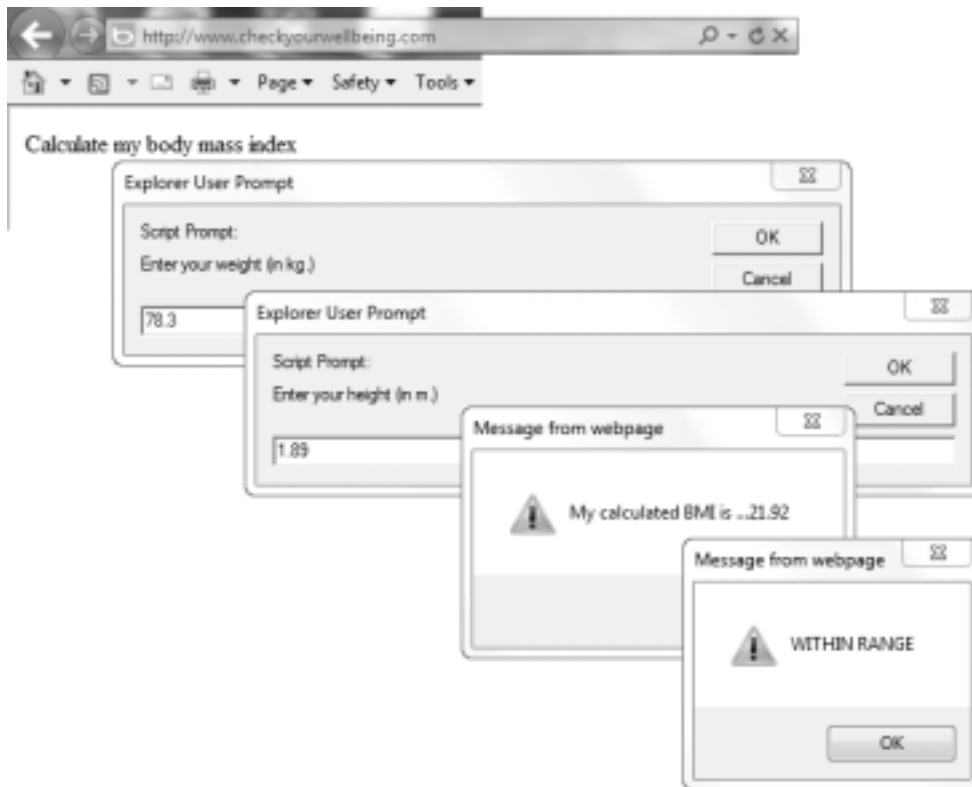 http://www.checkyourwellbeing.com
Page Safety Tools
Calculate my body mass index
Explorer User Prompt
Script Prompt:
Enter your weight (in kg.)
OK
Cancel
78.3
Explorer User Prompt
Script Prompt:
Enter your height (in m.)
OK
Cancel
1.89
Message from webpage
My calculated BMI is ...21.92
Message from webpage
WITHIN RANGE
OK